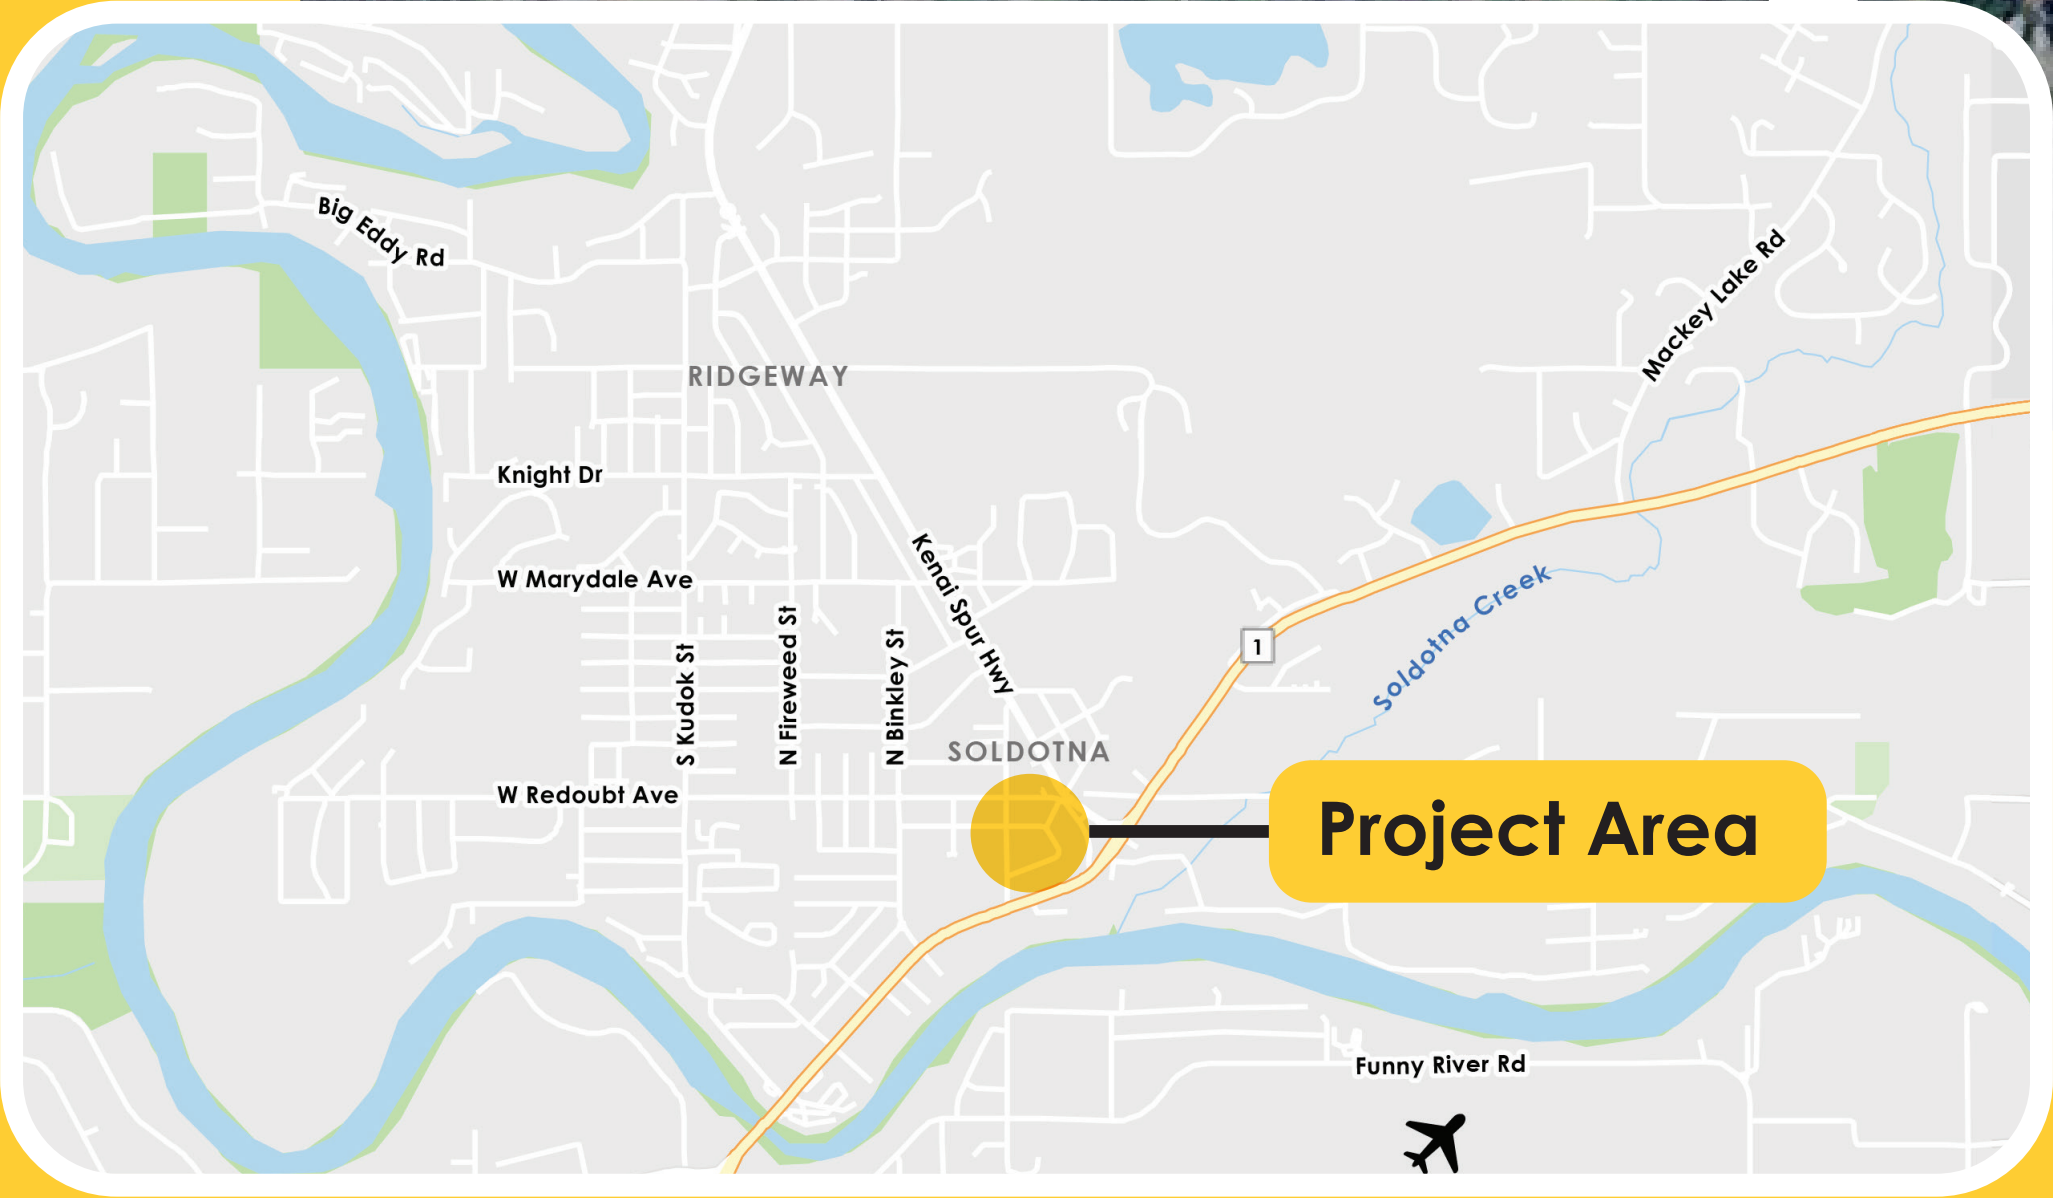 Big Eddy Rd
Mackey Lake Rd
RIDGEWAY
Knight Dr
Kenai Spur Hwy
W Marydale Ave
Soldotna Creek
1
S Kudok St
N Fireweed St
N Binkley St
SOLDOTNA
W Redoubt Ave
Project Area
Funny River Rd